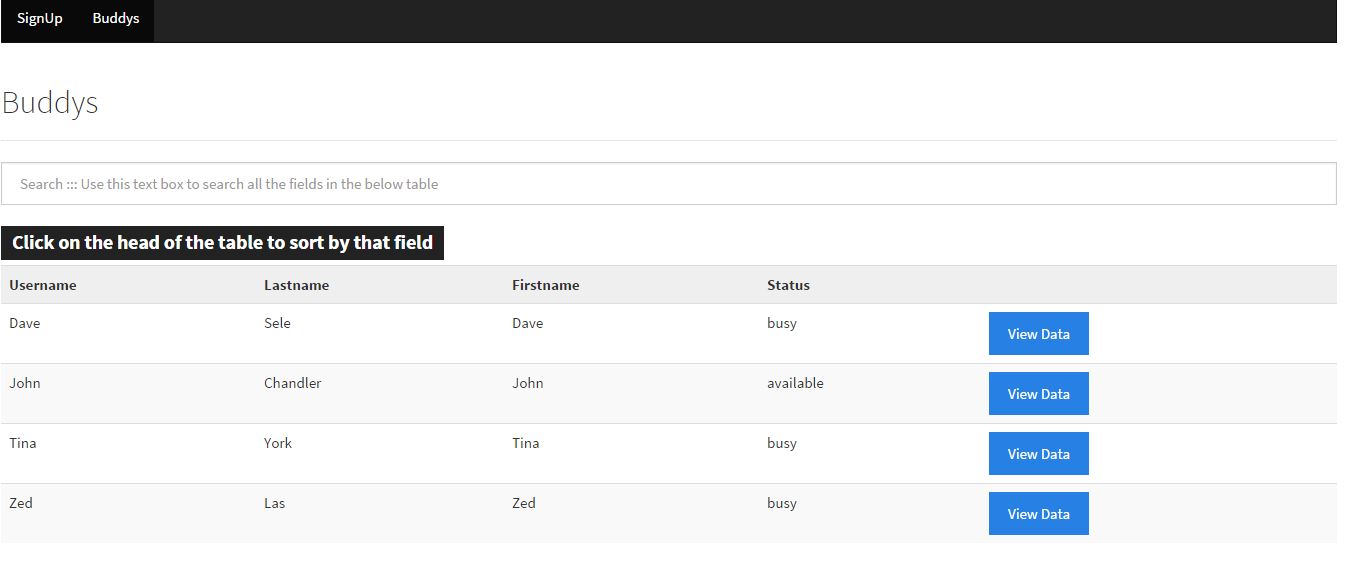 SignUp Buddys
Buddys
Search ::: Use this text box to search all the fields in the below table
Click on the head of the table to sort by that field
Username Lastname Firstname Status
Dave Sele Dave busy View Data
John Chandler John available View Data
Tina York Tina busy View Data
Zed Las Zed busy View Data